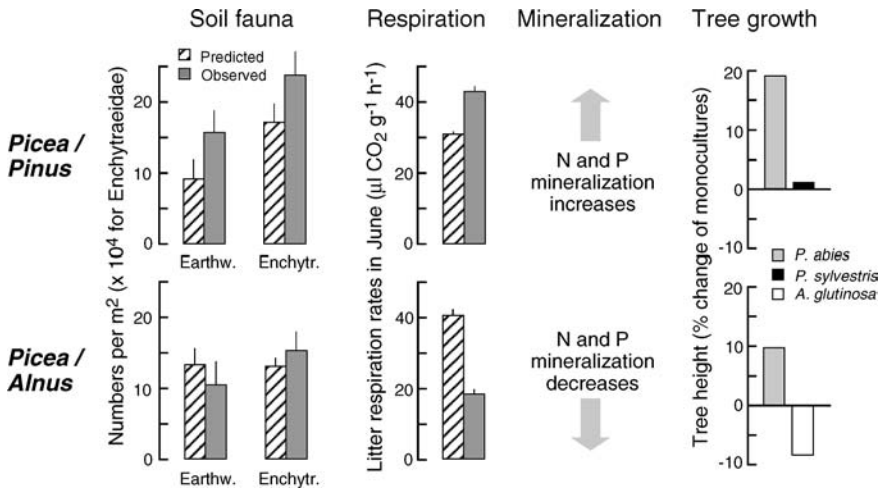 Soil fauna
Respiration
Mineralization
Tree growth
Picea /
Pinus
Numbers per m2 (x 10^4 for Enchytraeidae)
Predicted
Observed
20
10
0
Earthw.
Enchytr.
Litter respiration rates in June (µl CO2 g-1 h-1)
40
20
0
N and P
mineralization
increases
Tree height (% change of monocultures)
20
10
0
-10
P. abies
P. sylvestris
A. glutinosa
Picea /
Alnus
20
10
0
Earthw.
Enchytr.
40
20
0
N and P
mineralization
decreases
10
0
-10